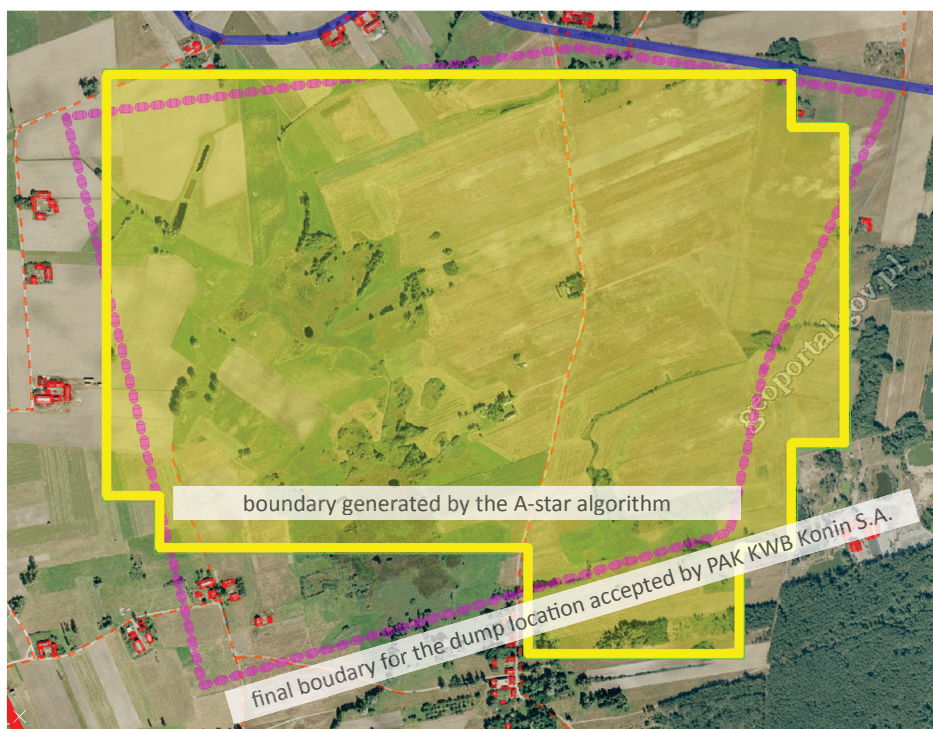 geoportal.gov.pl
boundary generated by the A-star algorithm
final boudary for the dump location accepted by PAK KWB Konin S.A.